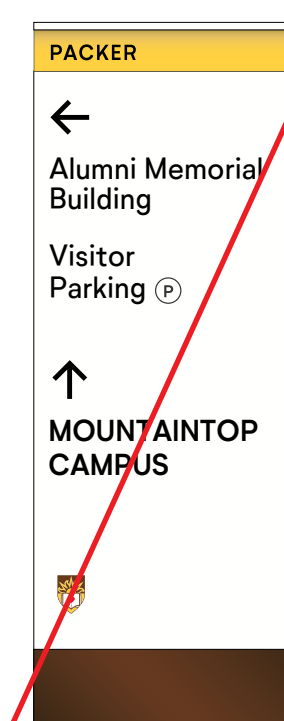 PACKER
←
Alumni Memorial
Building
Visitor
Parking Ⓟ
↑
MOUNTAINTOP
CAMPUS